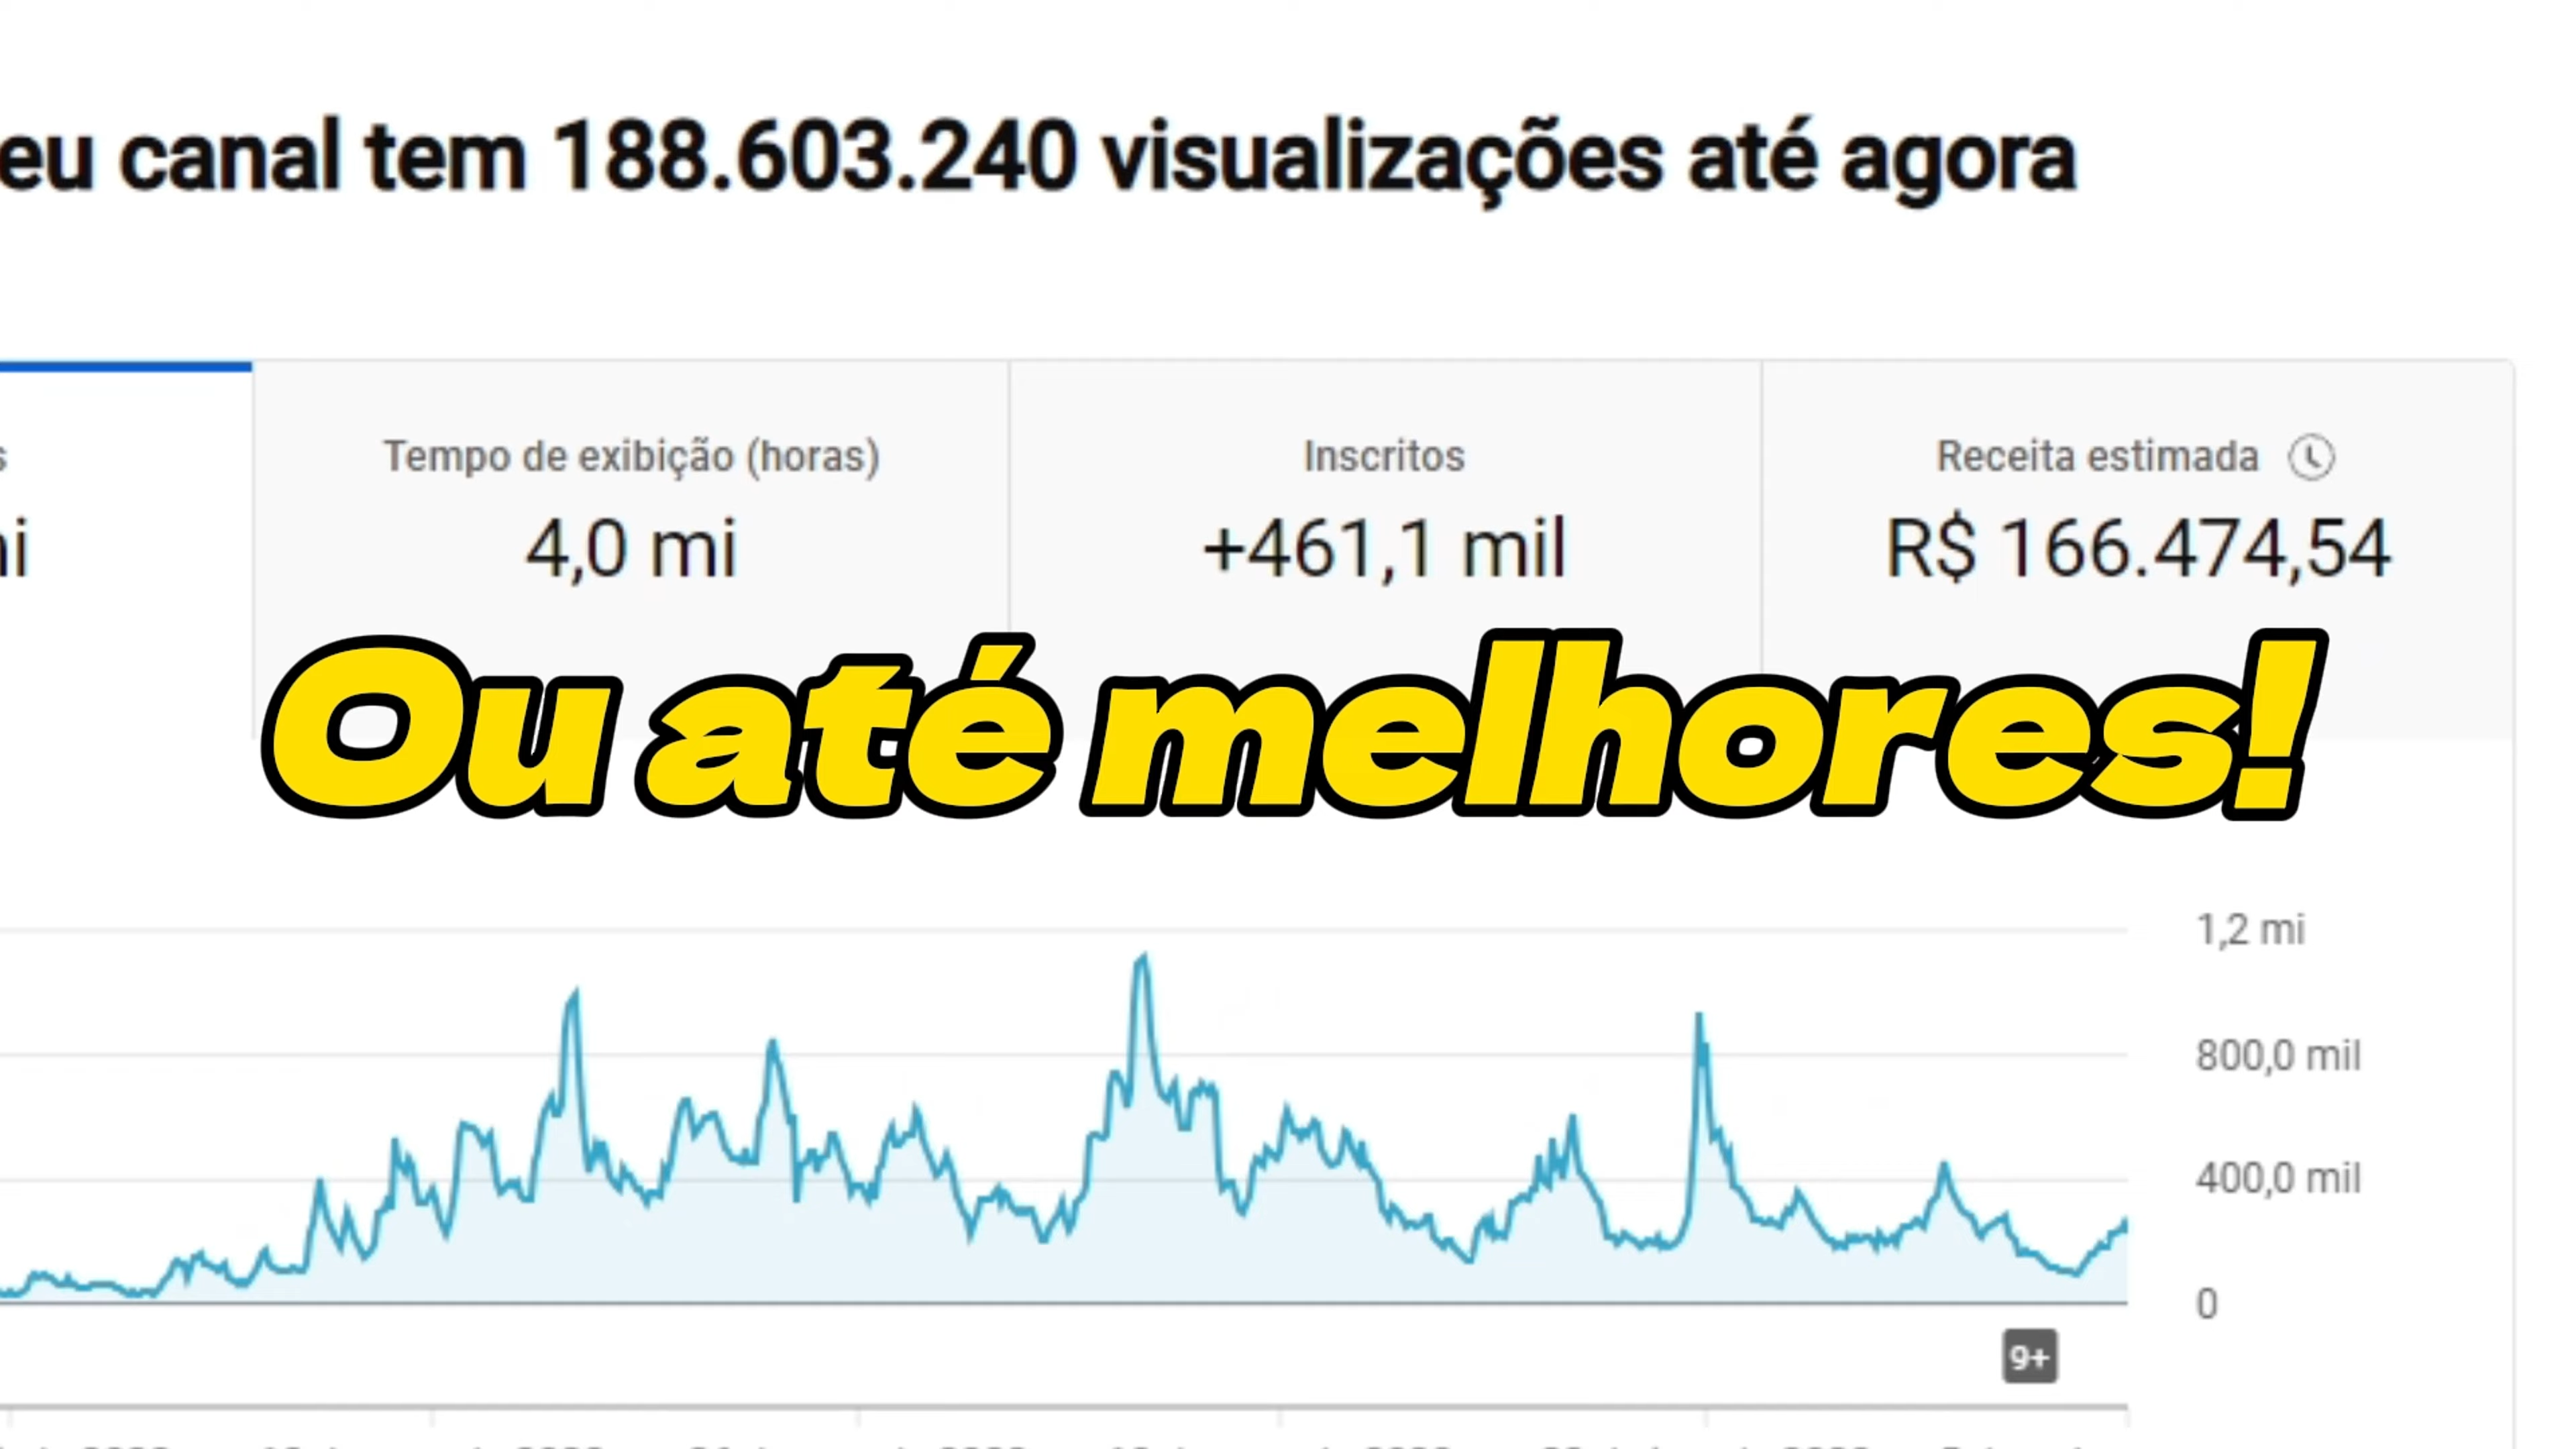 eu canal tem 188.603.240 visualizações até agora
Tempo de exibição (horas)
4,0 mi
Inscritos
+461,1 mil
Receita estimada
R$ 166.474,54
Ou até melhores!
1,2 mi
800,0 mil
400,0 mil
0
9+